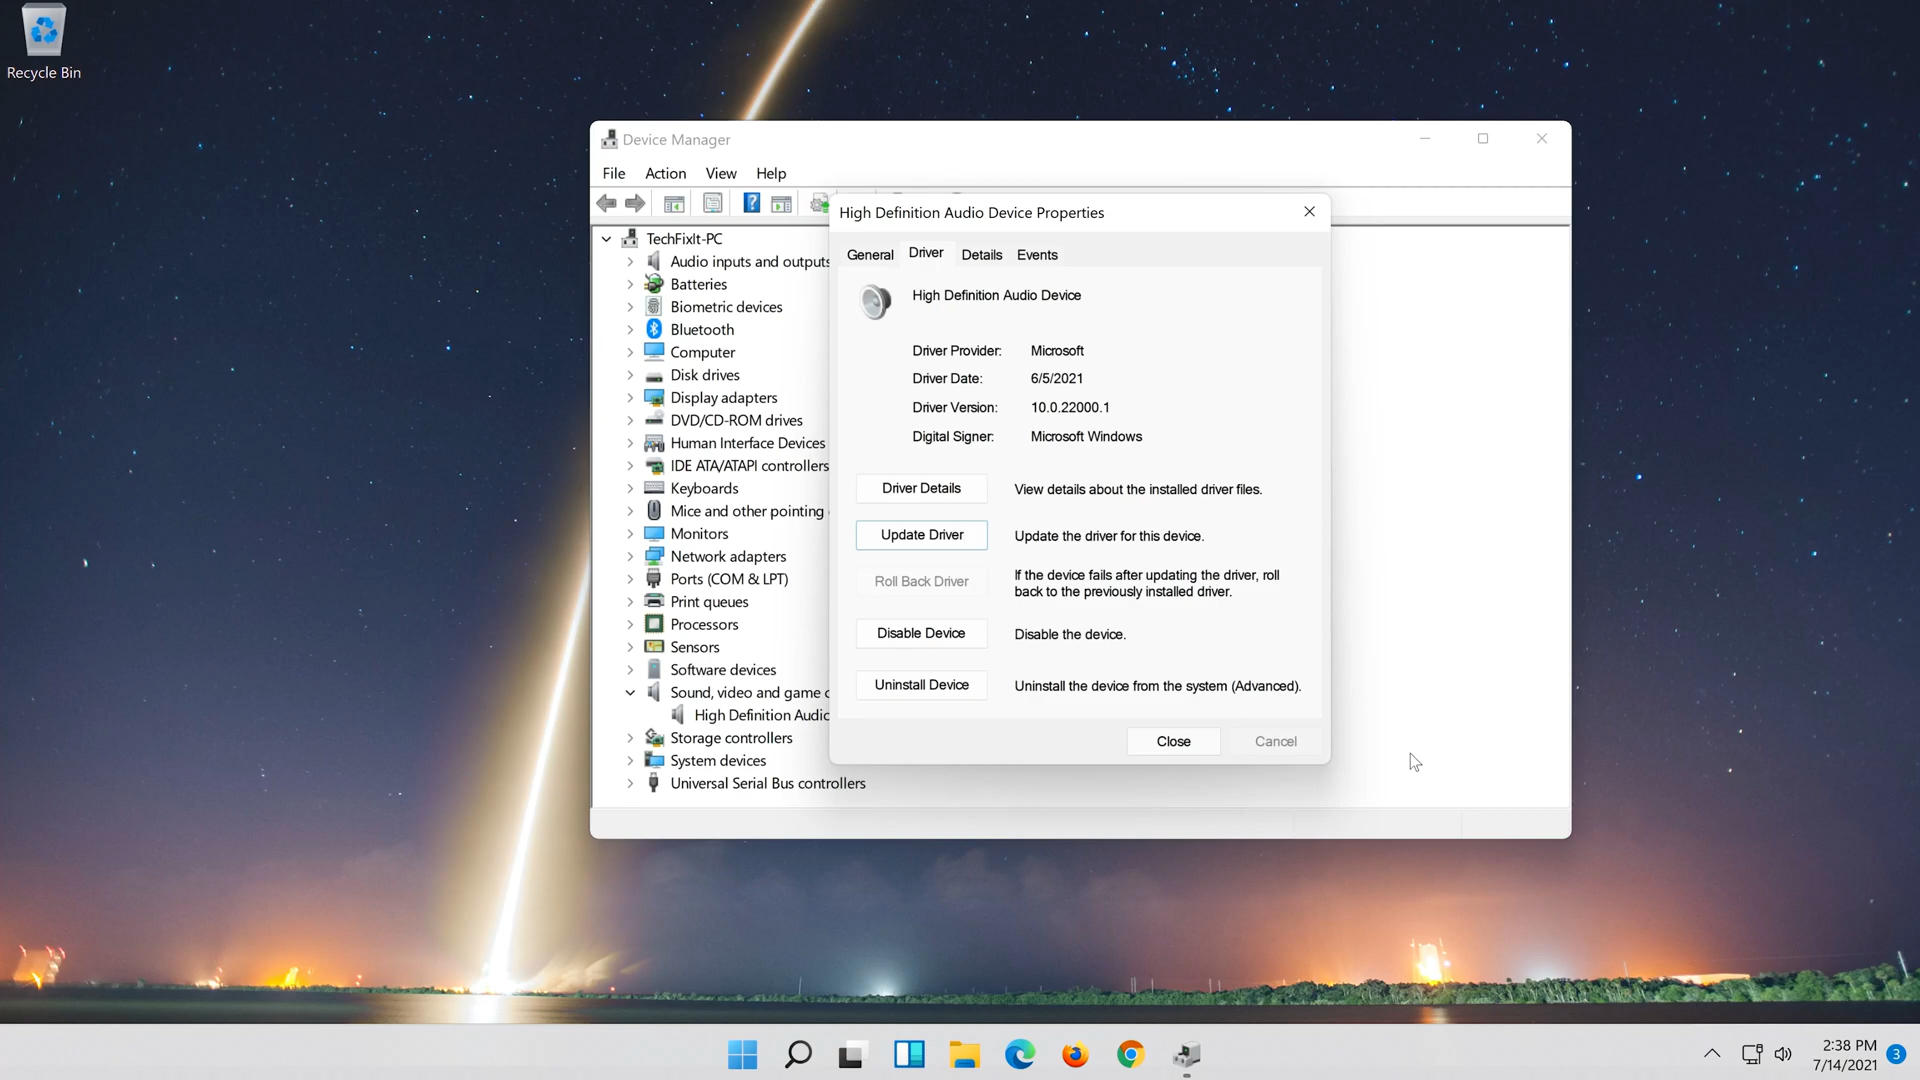 Recycle Bin
Device Manager
File Action View Help
TechFixIt-PC
Audio inputs and outputs
Batteries
Biometric devices
Bluetooth
Computer
Disk drives
Display adapters
DVD/CD-ROM drives
Human Interface Devices
IDE ATA/ATAPI controllers
Keyboards
Mice and other pointing
Monitors
Network adapters
Ports (COM & LPT)
Print queues
Processors
Sensors
Software devices
Sound, video and game
High Definition Audio
Storage controllers
System devices
Universal Serial Bus controllers
High Definition Audio Device Properties
General Driver Details Events
High Definition Audio Device
Driver Provider: Microsoft
Driver Date: 6/5/2021
Driver Version: 10.0.22000.1
Digital Signer: Microsoft Windows
Driver Details View details about the installed driver files.
Update Driver Update the driver for this device.
Roll Back Driver If the device fails after updating the driver, roll
back to the previously installed driver.
Disable Device Disable the device.
Uninstall Device Uninstall the device from the system (Advanced).
Close Cancel
2:38 PM
7/14/2021
3